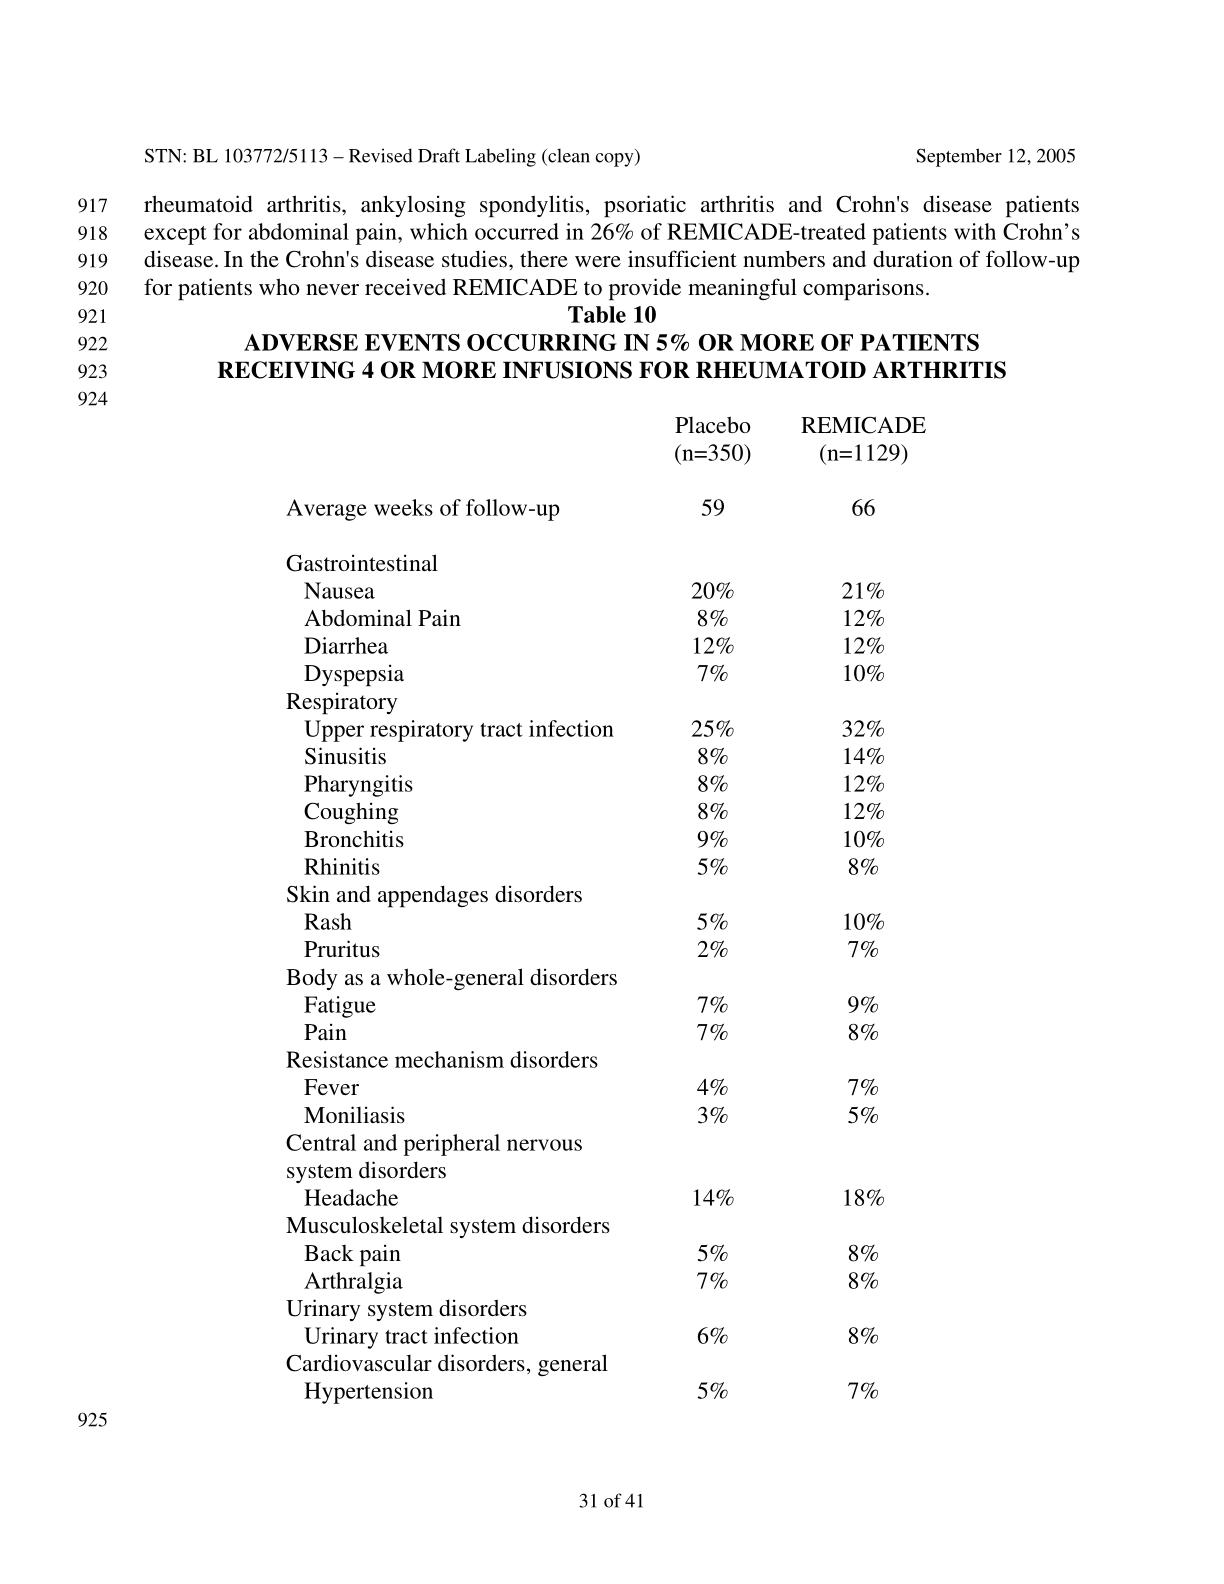 STN: BL 103772/5113 – Revised Draft Labeling (clean copy) September 12, 2005
917 rheumatoid arthritis, ankylosing spondylitis, psoriatic arthritis and Crohn's disease patients
918 except for abdominal pain, which occurred in 26% of REMICADE-treated patients with Crohn’s
919 disease. In the Crohn's disease studies, there were insufficient numbers and duration of follow-up
920 for patients who never received REMICADE to provide meaningful comparisons.
921 Table 10
922 ADVERSE EVENTS OCCURRING IN 5% OR MORE OF PATIENTS
923 RECEIVING 4 OR MORE INFUSIONS FOR RHEUMATOID ARTHRITIS
924
Placebo REMICADE
(n=350) (n=1129)
Average weeks of follow-up 59 66
Gastrointestinal
Nausea 20% 21%
Abdominal Pain 8% 12%
Diarrhea 12% 12%
Dyspepsia 7% 10%
Respiratory
Upper respiratory tract infection 25% 32%
Sinusitis 8% 14%
Pharyngitis 8% 12%
Coughing 8% 12%
Bronchitis 9% 10%
Rhinitis 5% 8%
Skin and appendages disorders
Rash 5% 10%
Pruritus 2% 7%
Body as a whole-general disorders
Fatigue 7% 9%
Pain 7% 8%
Resistance mechanism disorders
Fever 4% 7%
Moniliasis 3% 5%
Central and peripheral nervous
system disorders
Headache 14% 18%
Musculoskeletal system disorders
Back pain 5% 8%
Arthralgia 7% 8%
Urinary system disorders
Urinary tract infection 6% 8%
Cardiovascular disorders, general
Hypertension 5% 7%
925
31 of 41